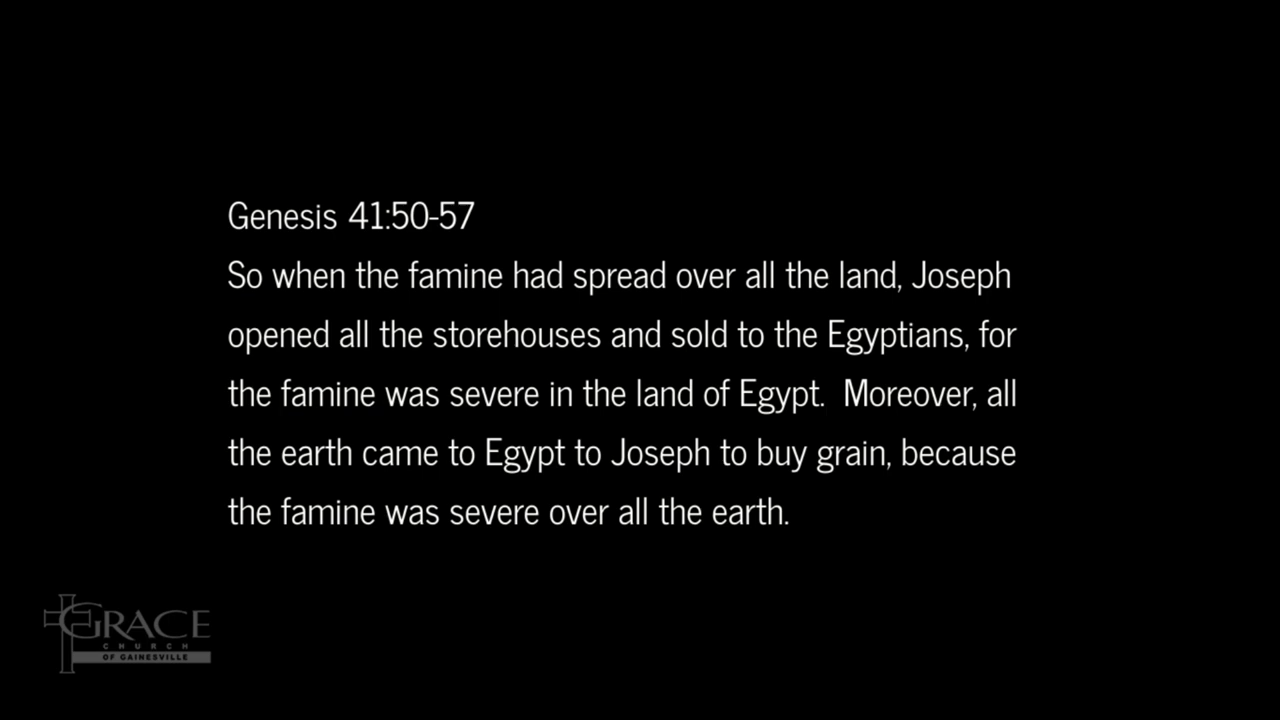 Genesis 41:50-57
So when the famine had spread over all the land, Joseph
opened all the storehouses and sold to the Egyptians, for
the famine was severe in the land of Egypt.  Moreover, all
the earth came to Egypt to Joseph to buy grain, because
the famine was severe over all the earth.
GRACE
CHURCH
OF GAINESVILLE